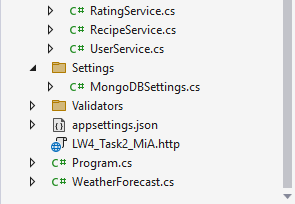 C# RatingService.cs
C# RecipeService.cs
C# UserService.cs
Settings
C# MongoDBSettings.cs
Validators
appsettings.json
LW4_Task2_MiA.http
C# Program.cs
C# WeatherForecast.cs